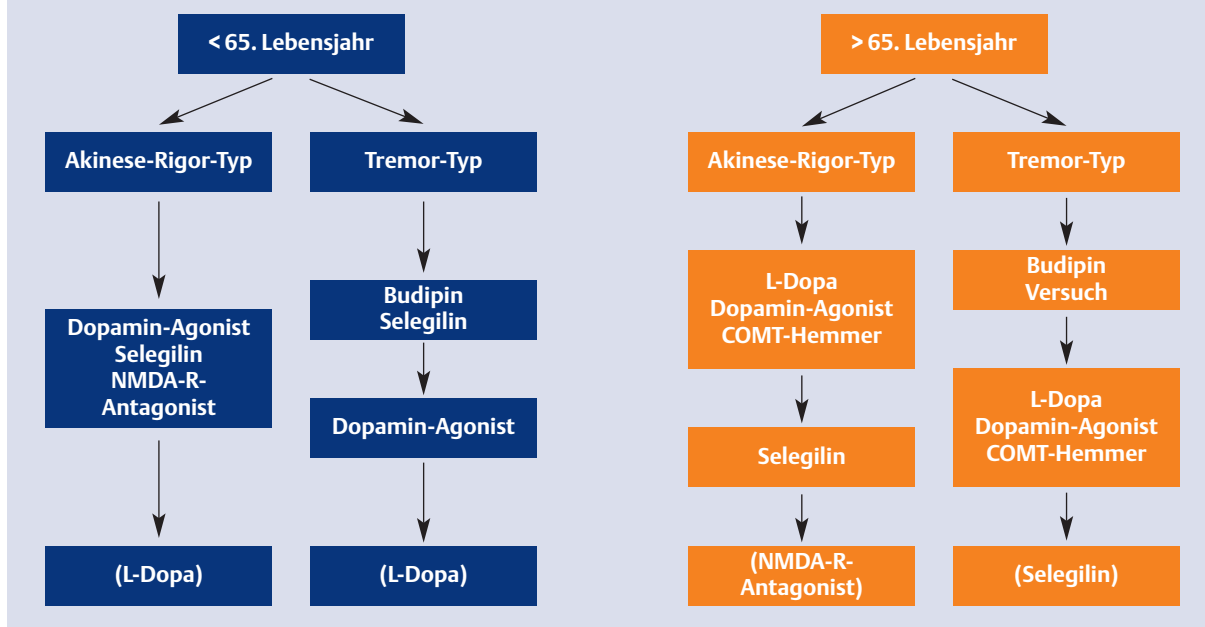 < 65. Lebensjahr
Akinese-Rigor-Typ
Tremor-Typ
Dopamin-Agonist
Selegilin
NMDA-R-
Antagonist
Budipin
Selegilin
Dopamin-Agonist
(L-Dopa)
(L-Dopa)
> 65. Lebensjahr
Akinese-Rigor-Typ
Tremor-Typ
L-Dopa
Dopamin-Agonist
COMT-Hemmer
Selegilin
(NMDA-R-
Antagonist)
Budipin
Versuch
L-Dopa
Dopamin-Agonist
COMT-Hemmer
(Selegilin)